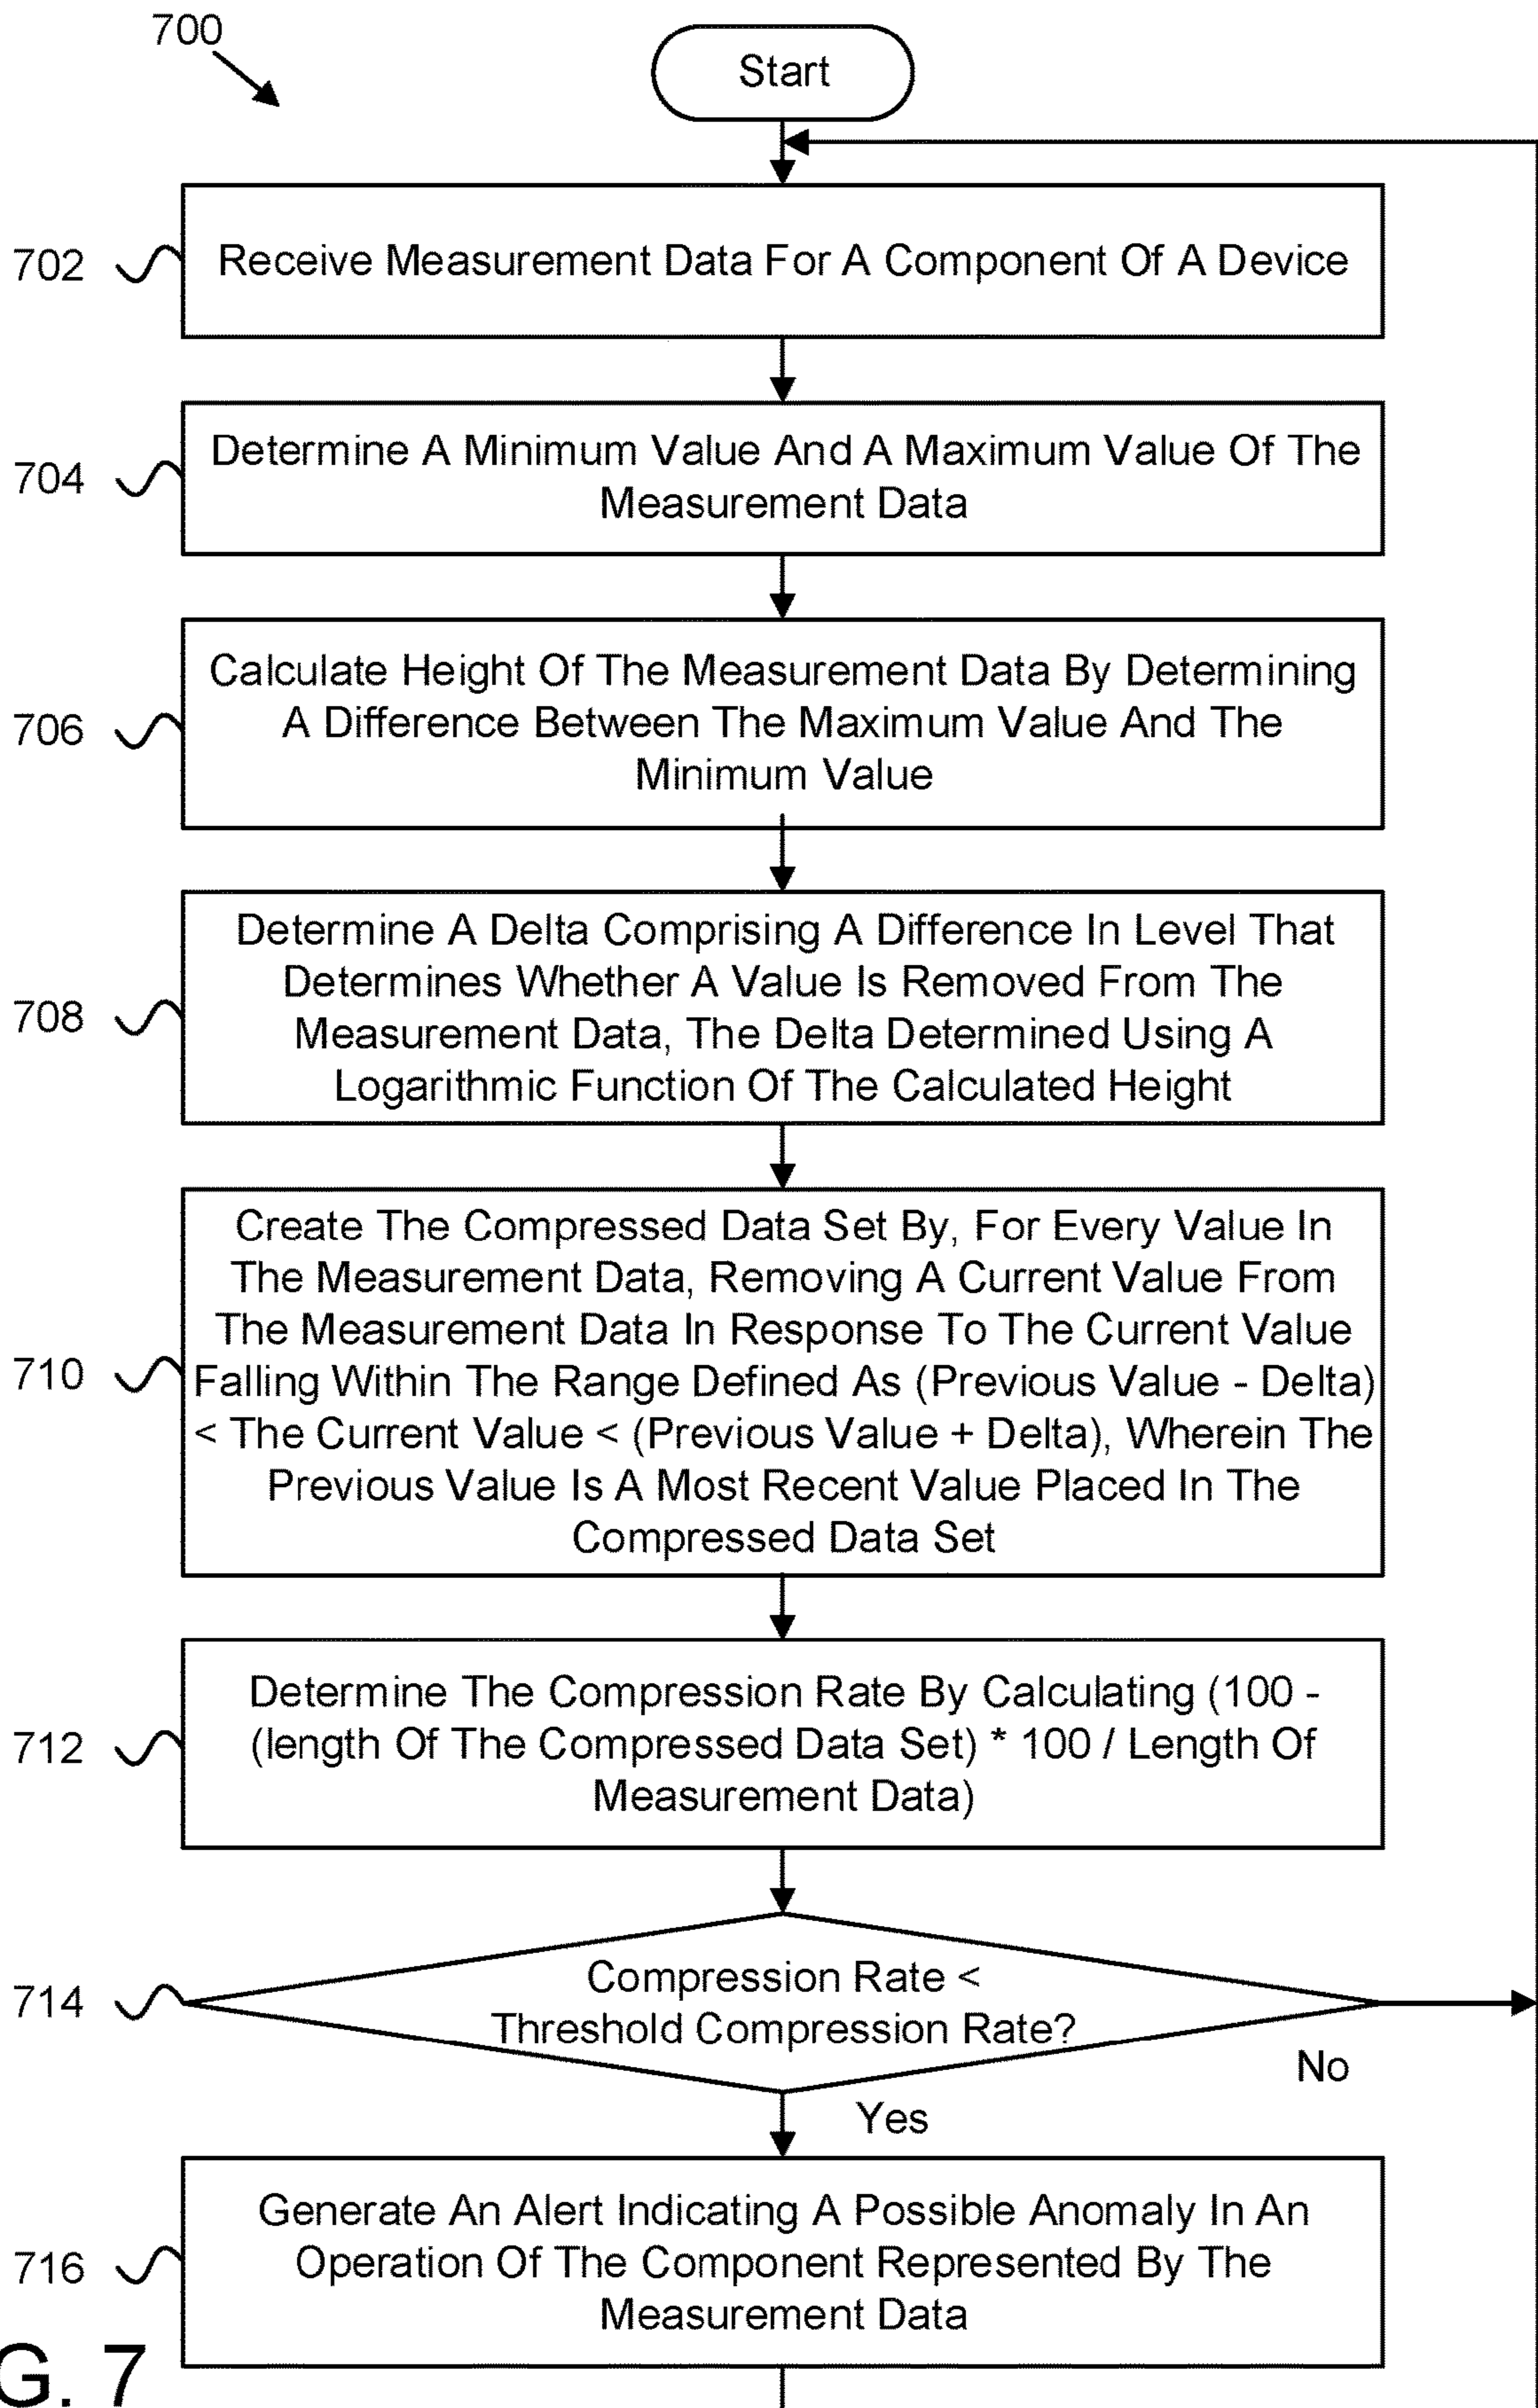 700
Start
702
Receive Measurement Data For A Component Of A Device
704
Determine A Minimum Value And A Maximum Value Of The
Measurement Data
706
Calculate Height Of The Measurement Data By Determining
A Difference Between The Maximum Value And The
Minimum Value
708
Determine A Delta Comprising A Difference In Level That
Determines Whether A Value Is Removed From The
Measurement Data, The Delta Determined Using A
Logarithmic Function Of The Calculated Height
710
Create The Compressed Data Set By, For Every Value In
The Measurement Data, Removing A Current Value From
The Measurement Data In Response To The Current Value
Falling Within The Range Defined As (Previous Value - Delta)
< The Current Value < (Previous Value + Delta), Wherein The
Previous Value Is A Most Recent Value Placed In The
Compressed Data Set
712
Determine The Compression Rate By Calculating (100 -
(length Of The Compressed Data Set) * 100 / Length Of
Measurement Data)
714
Compression Rate <
Threshold Compression Rate?
No
Yes
716
Generate An Alert Indicating A Possible Anomaly In An
Operation Of The Component Represented By The
Measurement Data
G. 7